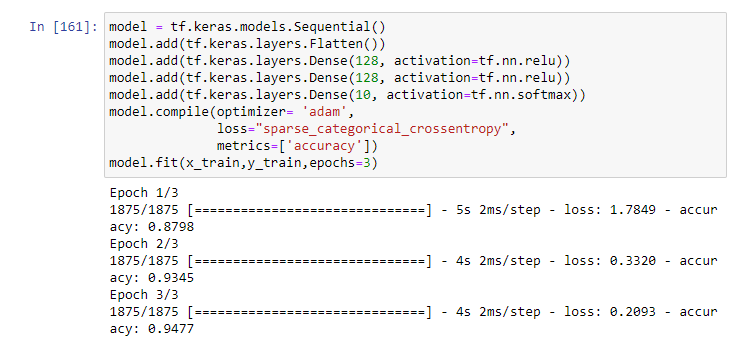 In [161]: model = tf.keras.models.Sequential()
model.add(tf.keras.layers.Flatten())
model.add(tf.keras.layers.Dense(128, activation=tf.nn.relu))
model.add(tf.keras.layers.Dense(128, activation=tf.nn.relu))
model.add(tf.keras.layers.Dense(10, activation=tf.nn.softmax))
model.compile(optimizer= 'adam',
              loss="sparse_categorical_crossentropy",
              metrics=['accuracy'])
model.fit(x_train,y_train,epochs=3)
Epoch 1/3
1875/1875 [==============================] - 5s 2ms/step - loss: 1.7849 - accur
acy: 0.8798
Epoch 2/3
1875/1875 [==============================] - 4s 2ms/step - loss: 0.3320 - accur
acy: 0.9345
Epoch 3/3
1875/1875 [==============================] - 4s 2ms/step - loss: 0.2093 - accur
acy: 0.9477